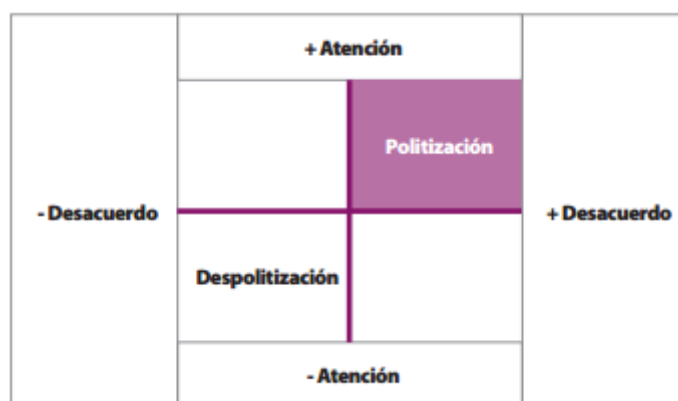 + Atención
Politización
- Desacuerdo
+ Desacuerdo
Despolitización
- Atención